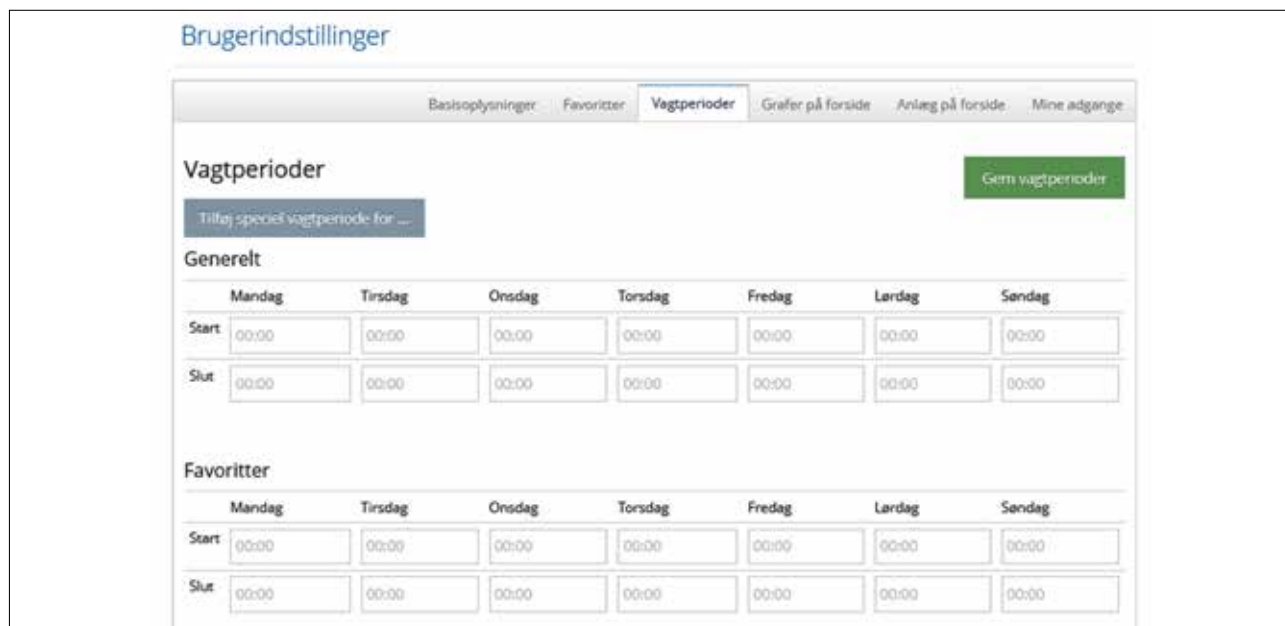 Brugerindstillinger
Basisoplysninger Favoritter Vagtperioder Grafer på forside Anlæg på forside Mine adgange
Vagtperioder
Gem vagtperioder
Tilføj speciel vagtperiode for ...
Generelt
Mandag Tirsdag Onsdag Torsdag Fredag Lørdag Søndag
Start 00:00 00:00 00:00 00:00 00:00 00:00 00:00
Slut 00:00 00:00 00:00 00:00 00:00 00:00 00:00
Favoritter
Mandag Tirsdag Onsdag Torsdag Fredag Lørdag Søndag
Start 00:00 00:00 00:00 00:00 00:00 00:00 00:00
Slut 00:00 00:00 00:00 00:00 00:00 00:00 00:00